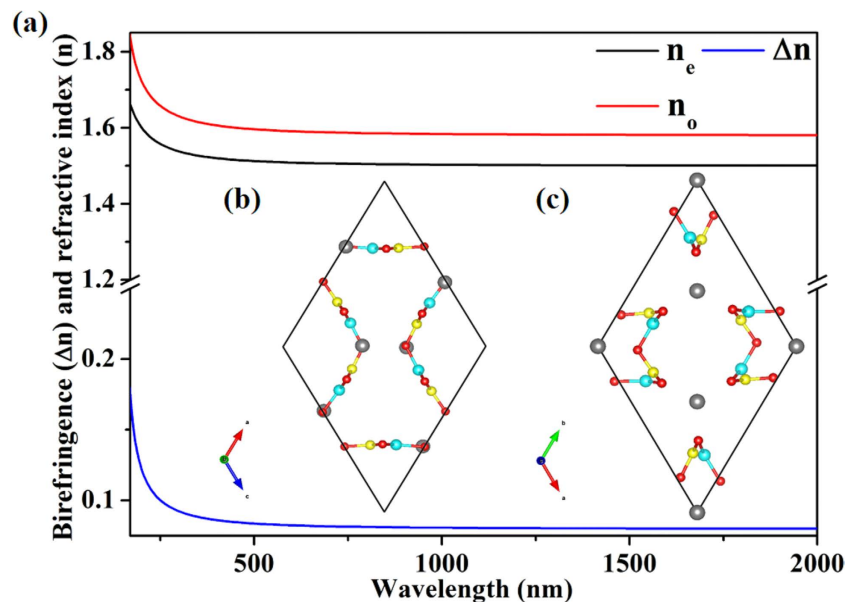 (a)
Birefringence (Δn) and refractive index (n)
1.8
1.6
1.4
1.2
0.2
0.1
n_e
Δn
n_o
(b)
(c)
a
c
b
a
500
1000
1500
2000
Wavelength (nm)